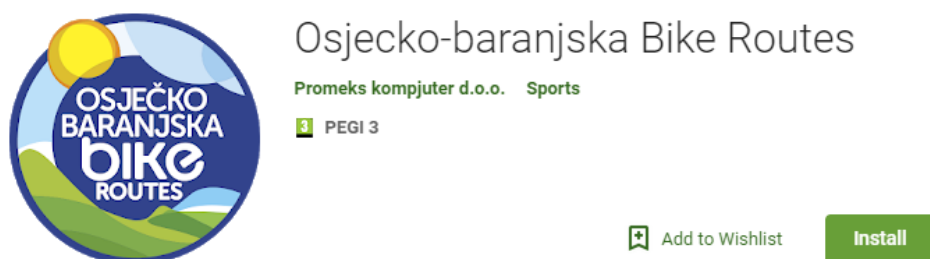 OSJEČKO
BARANJSKA
bike
ROUTES
Osjecko-baranjska Bike Routes
Promeks kompjuter d.o.o. Sports
3 PEGI 3
Add to Wishlist
Install